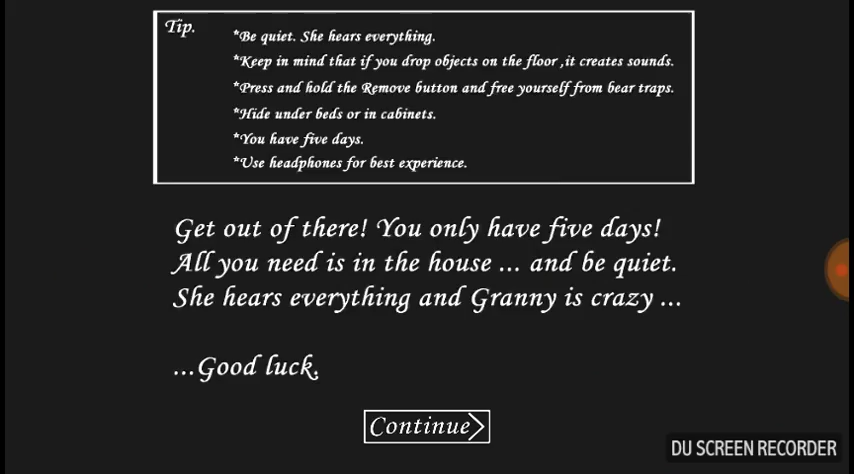 Tip.
*Be quiet. She hears everything.
*Keep in mind that if you drop objects on the floor ,it creates sounds.
*Press and hold the Remove button and free yourself from bear traps.
*Hide under beds or in cabinets.
*You have five days.
*Use headphones for best experience.
Get out of there! You only have five days!
All you need is in the house ... and be quiet.
She hears everything and Granny is crazy ...
...Good luck.
Continue
DU SCREEN RECORDER